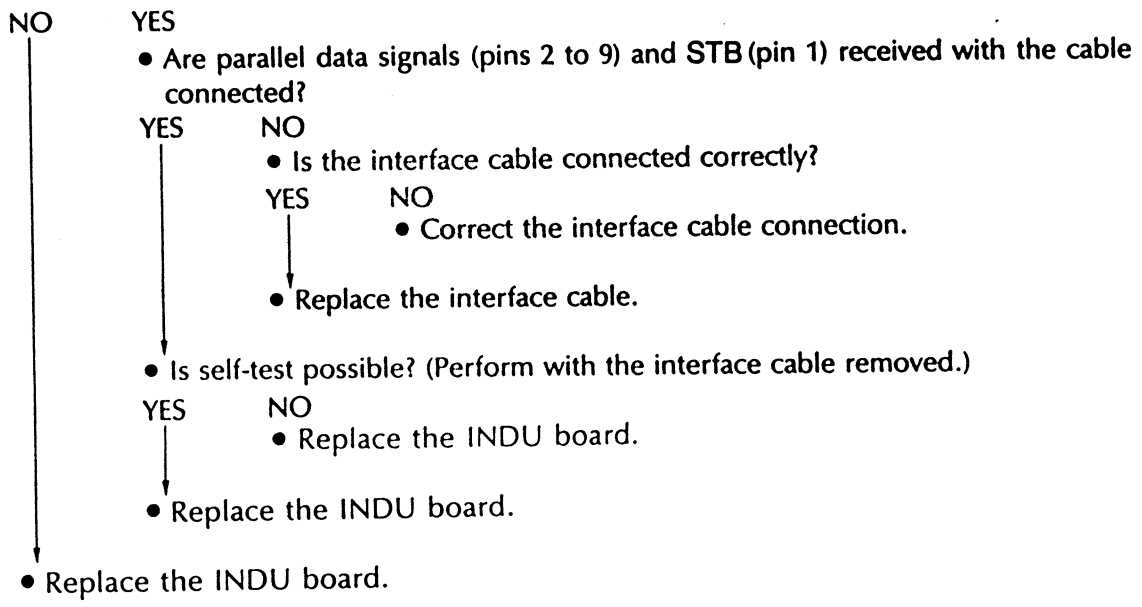 NO YES
● Are parallel data signals (pins 2 to 9) and STB (pin 1) received with the cable
connected?
YES NO
● Is the interface cable connected correctly?
YES NO
● Correct the interface cable connection.
● Replace the interface cable.
● Is self-test possible? (Perform with the interface cable removed.)
YES NO
● Replace the INDU board.
● Replace the INDU board.
● Replace the INDU board.